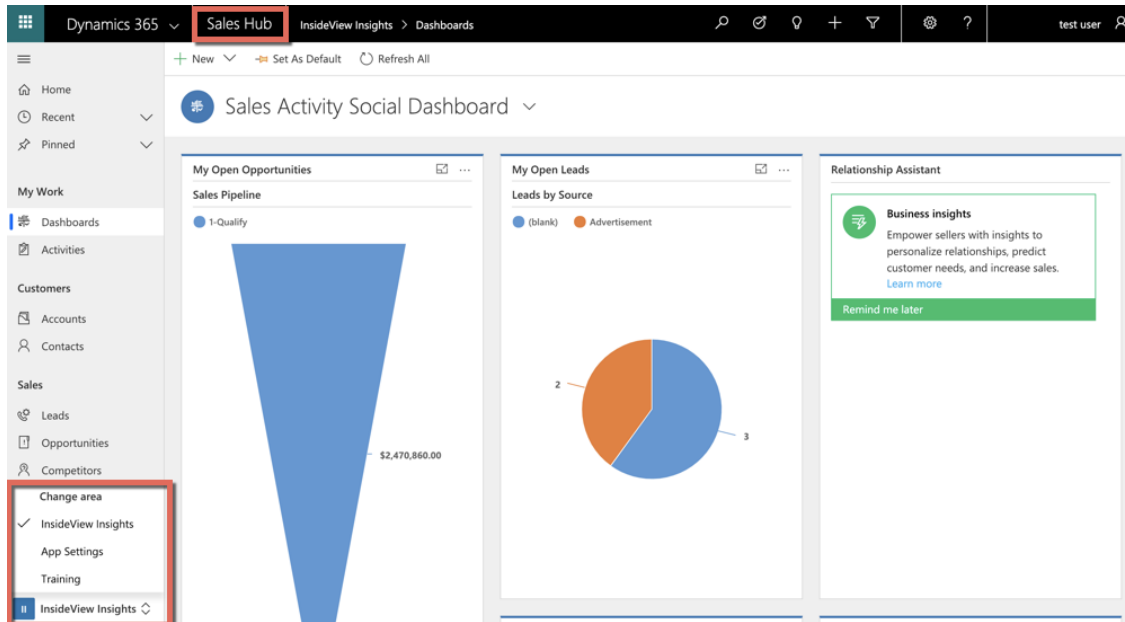 Dynamics 365 Sales Hub InsideView Insights > Dashboards ? test user
New Set As Default Refresh All
Home
Recent
Pinned
My Work
Dashboards
Activities
Customers
Accounts
Contacts
Sales
Leads
Opportunities
Competitors
Change area
InsideView Insights
App Settings
Training
II InsideView Insights
Sales Activity Social Dashboard
My Open Opportunities
Sales Pipeline
1-Qualify
$2,470,860.00
My Open Leads
Leads by Source
(blank) Advertisement
2
3
Relationship Assistant
Business insights
Empower sellers with insights to
personalize relationships, predict
customer needs, and increase sales.
Learn more
Remind me later